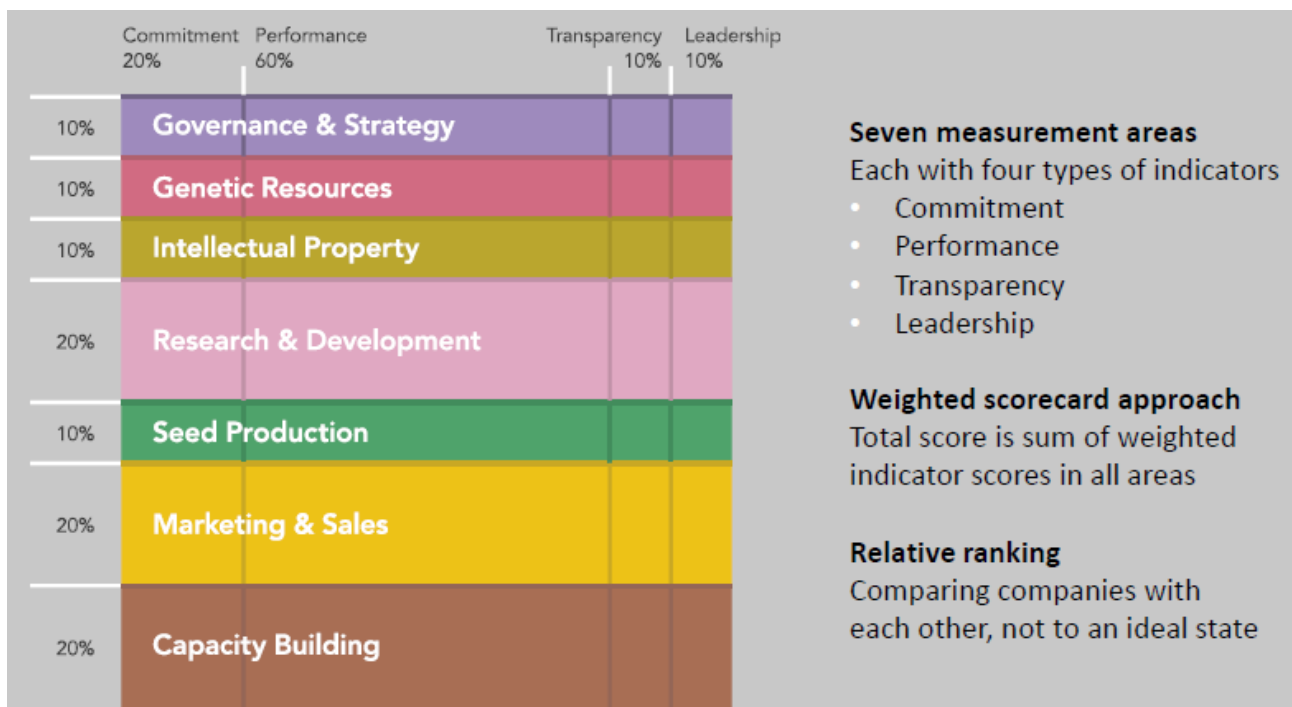 Commitment Performance Transparency Leadership
20% 60% 10% 10%
10% Governance & Strategy
10% Genetic Resources
10% Intellectual Property
20% Research & Development
10% Seed Production
20% Marketing & Sales
20% Capacity Building
Seven measurement areas
Each with four types of indicators
• Commitment
• Performance
• Transparency
• Leadership
Weighted scorecard approach
Total score is sum of weighted
indicator scores in all areas
Relative ranking
Comparing companies with
each other, not to an ideal state